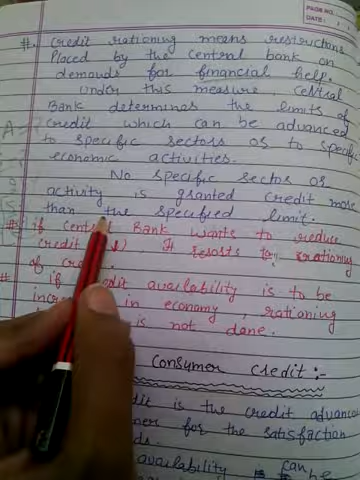 PAGE NO.
DATE :
#. Credit rationing means restructions
Placed by the central bank on
demands for financial help.
Under this measure, central
Bank determines the limits of
Credit which can be advanced
to specific sectors or to specific
economic activities.
No specific sector or
activity is granted credit more
than the specified limit.
# if Central Bank wants to reduce
credit (↓) It resorts to rationing
of
# if credit availability is to be
in economy, rationing
is not done.
Consumer Credit :-
is the credit advance
for the satisfaction
availability is can be